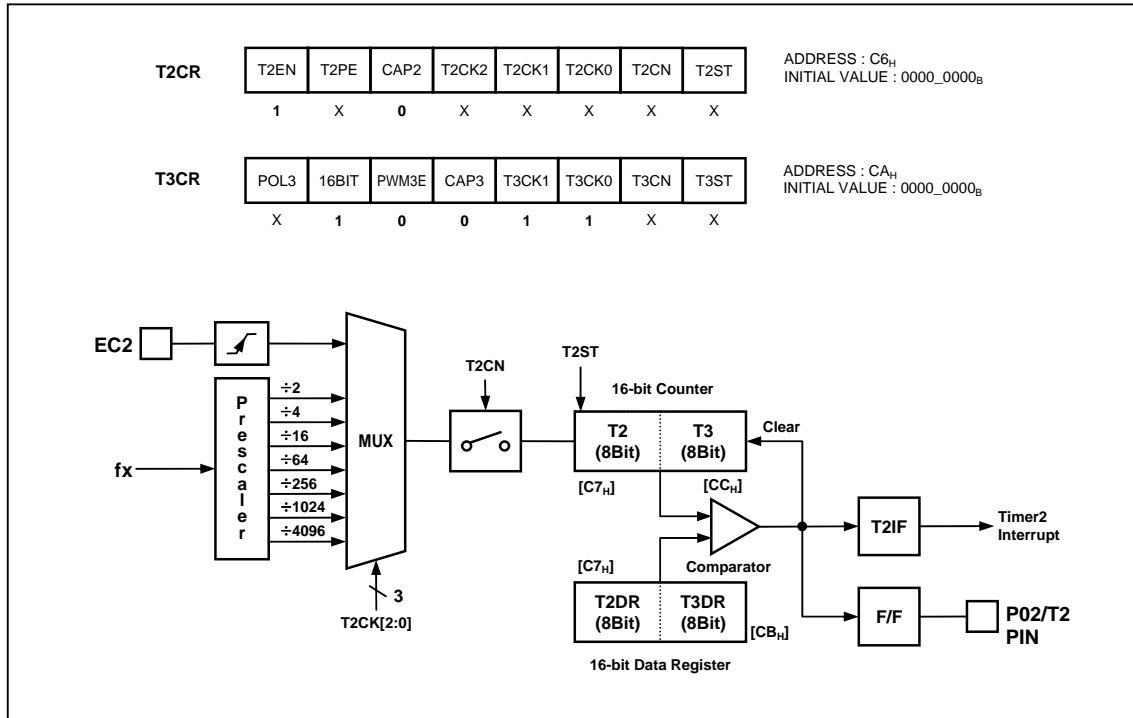 T2CR T2EN T2PE CAP2 T2CK2 T2CK1 T2CK0 T2CN T2ST
ADDRESS : C6H
INITIAL VALUE : 0000_0000B
1 X 0 X X X X X
T3CR POL3 16BIT PWM3E CAP3 T3CK1 T3CK0 T3CN T3ST
ADDRESS : CAH
INITIAL VALUE : 0000_0000B
X 1 0 0 1 1 X X
EC2
Prescaler
fx
÷2
÷4
÷16
÷64
÷256
÷1024
÷4096
MUX
3
T2CK[2:0]
T2CN
T2ST
16-bit Counter
T2 T3
(8Bit) (8Bit)
Clear
[C7H] [CCH]
Comparator
[C7H]
T2DR T3DR
(8Bit) (8Bit)
[CBH]
16-bit Data Register
T2IF
Timer2
Interrupt
F/F
P02/T2
PIN